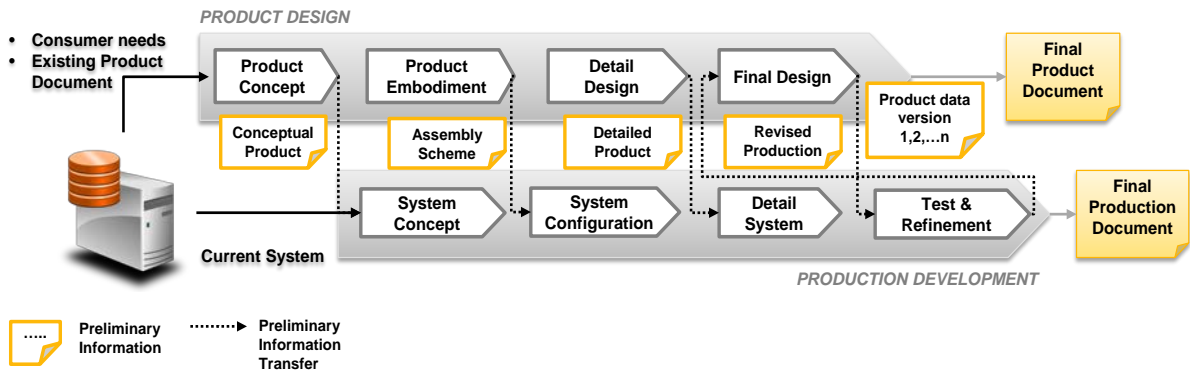 PRODUCT DESIGN
• Consumer needs
• Existing Product
Document
Product
Concept
Product
Embodiment
Detail
Design
Final Design
Final
Product
Document
Conceptual
Product
Assembly
Scheme
Detailed
Product
Revised
Production
Product data
version
1,2,…n
System
Concept
System
Configuration
Detail
System
Test &
Refinement
Final
Production
Document
Current System
PRODUCTION DEVELOPMENT
…..
Preliminary
Information
Preliminary
Information
Transfer